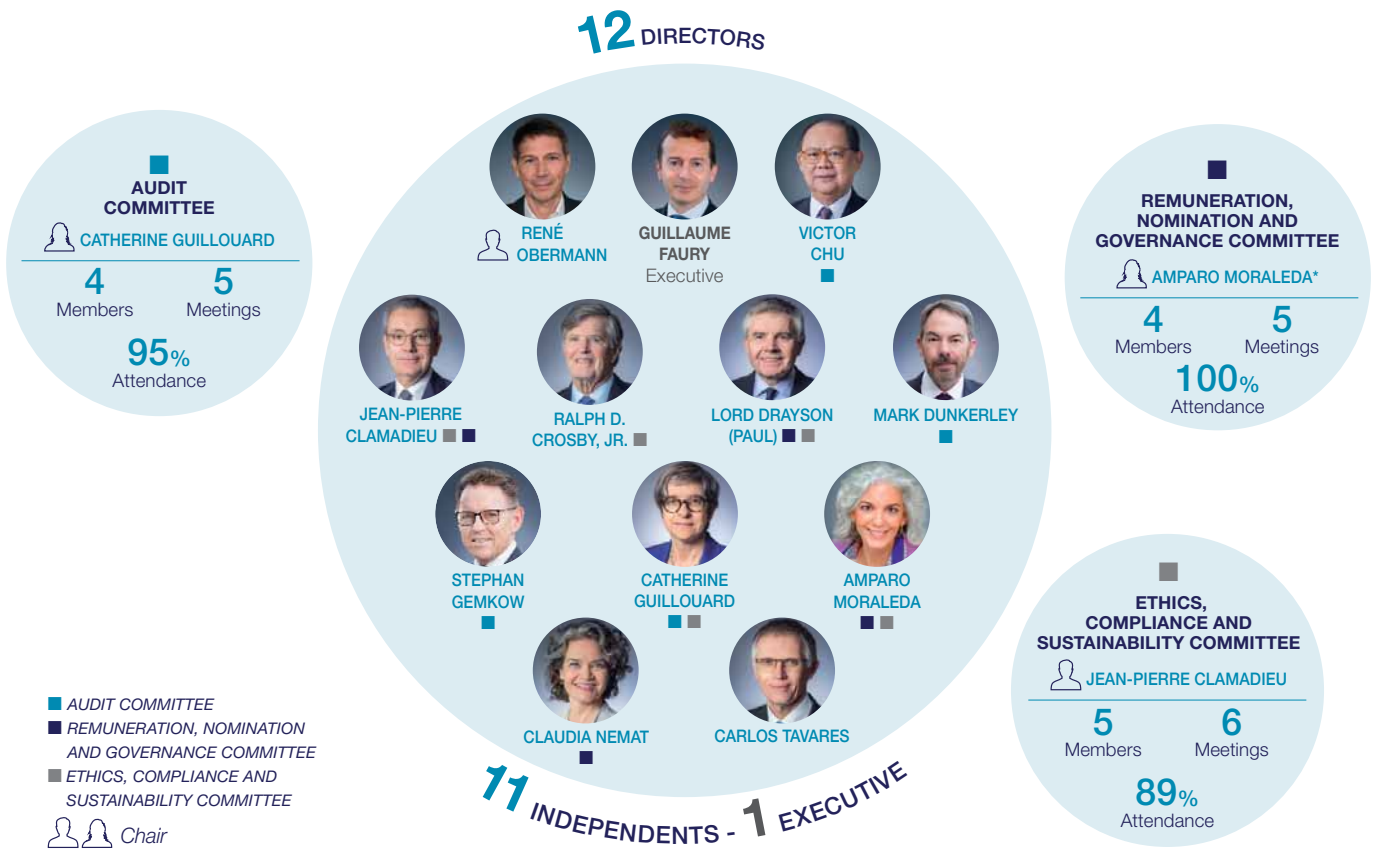 12 DIRECTORS
AUDIT
COMMITTEE
CATHERINE GUILLOUARD
4
Members
5
Meetings
95%
Attendance
RENÉ
OBERMANN
GUILLAUME
FAURY
Executive
VICTOR
CHU
JEAN-PIERRE
CLAMADIEU
RALPH D.
CROSBY, JR.
LORD DRAYSON
(PAUL)
MARK DUNKERLEY
STEPHAN
GEMKOW
CATHERINE
GUILLOUARD
AMPARO
MORALEDA
CLAUDIA NEMAT
CARLOS TAVARES
11 INDEPENDENTS - 1 EXECUTIVE
REMUNERATION,
NOMINATION AND
GOVERNANCE COMMITTEE
AMPARO MORALEDA*
4
Members
5
Meetings
100%
Attendance
ETHICS,
COMPLIANCE AND
SUSTAINABILITY COMMITTEE
JEAN-PIERRE CLAMADIEU
5
Members
6
Meetings
89%
Attendance
AUDIT COMMITTEE
REMUNERATION, NOMINATION
AND GOVERNANCE COMMITTEE
ETHICS, COMPLIANCE AND
SUSTAINABILITY COMMITTEE
Chair